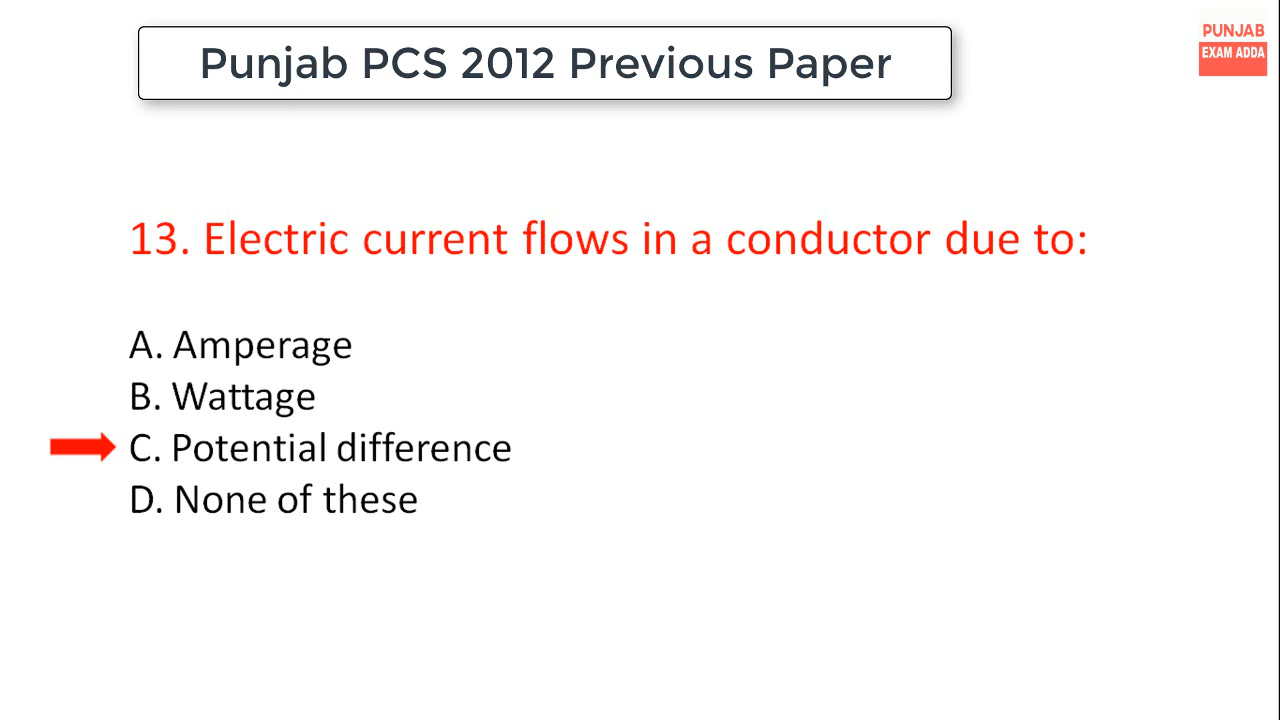 Punjab PCS 2012 Previous Paper
PUNJAB
EXAM ADDA
13. Electric current flows in a conductor due to:
A. Amperage
B. Wattage
C. Potential difference
D. None of these